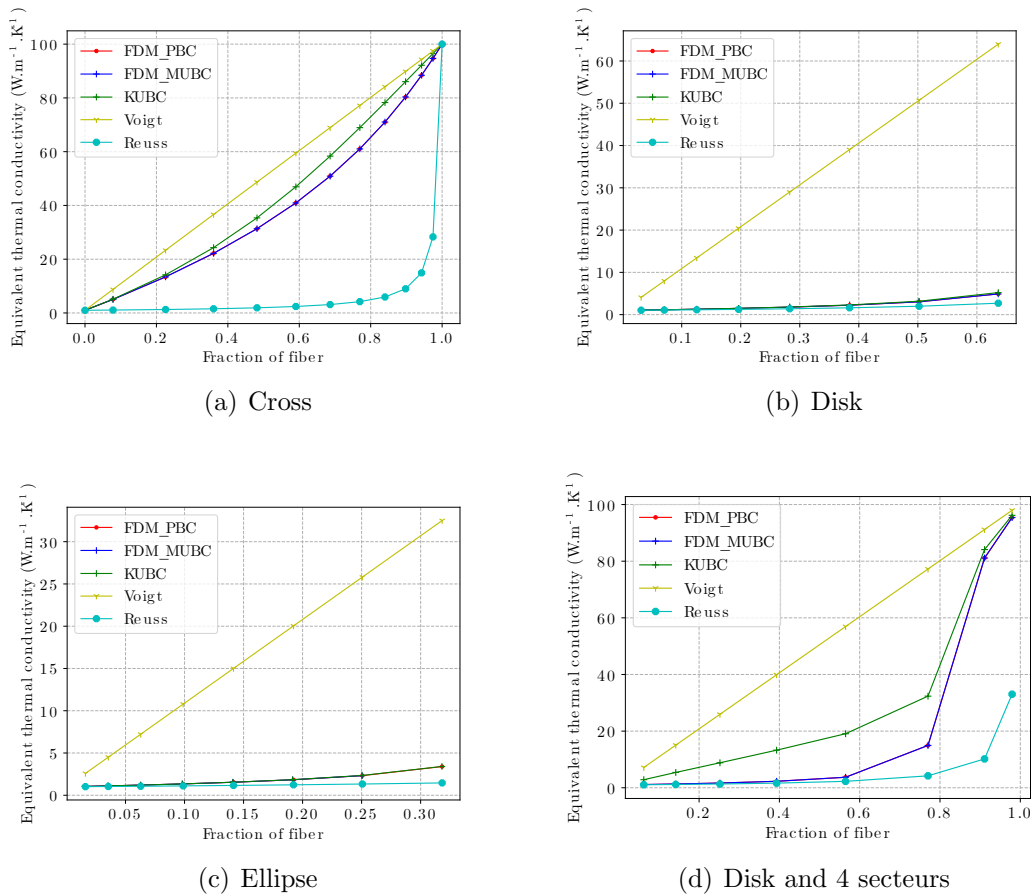 Equivalent thermal conductivity (W.m⁻¹.K¹)
100
80
60
40
20
0
FDM_PBC
FDM_MUBC
KUBC
Voigt
Reuss
0.0 0.2 0.4 0.6 0.8 1.0
Fraction of fiber
(a) Cross
Equivalent thermal conductivity (W.m⁻¹.K¹)
60
50
40
30
20
10
0
FDM_PBC
FDM_MUBC
KUBC
Voigt
Reuss
0.1 0.2 0.3 0.4 0.5 0.6
Fraction of fiber
(b) Disk
Equivalent thermal conductivity (W.m⁻¹.K¹)
30
25
20
15
10
5
0
FDM_PBC
FDM_MUBC
KUBC
Voigt
Reuss
0.05 0.10 0.15 0.20 0.25 0.30
Fraction of fiber
(c) Ellipse
Equivalent thermal conductivity (W.m⁻¹.K¹)
100
80
60
40
20
0
FDM_PBC
FDM_MUBC
KUBC
Voigt
Reuss
0.2 0.4 0.6 0.8 1.0
Fraction of fiber
(d) Disk and 4 secteurs